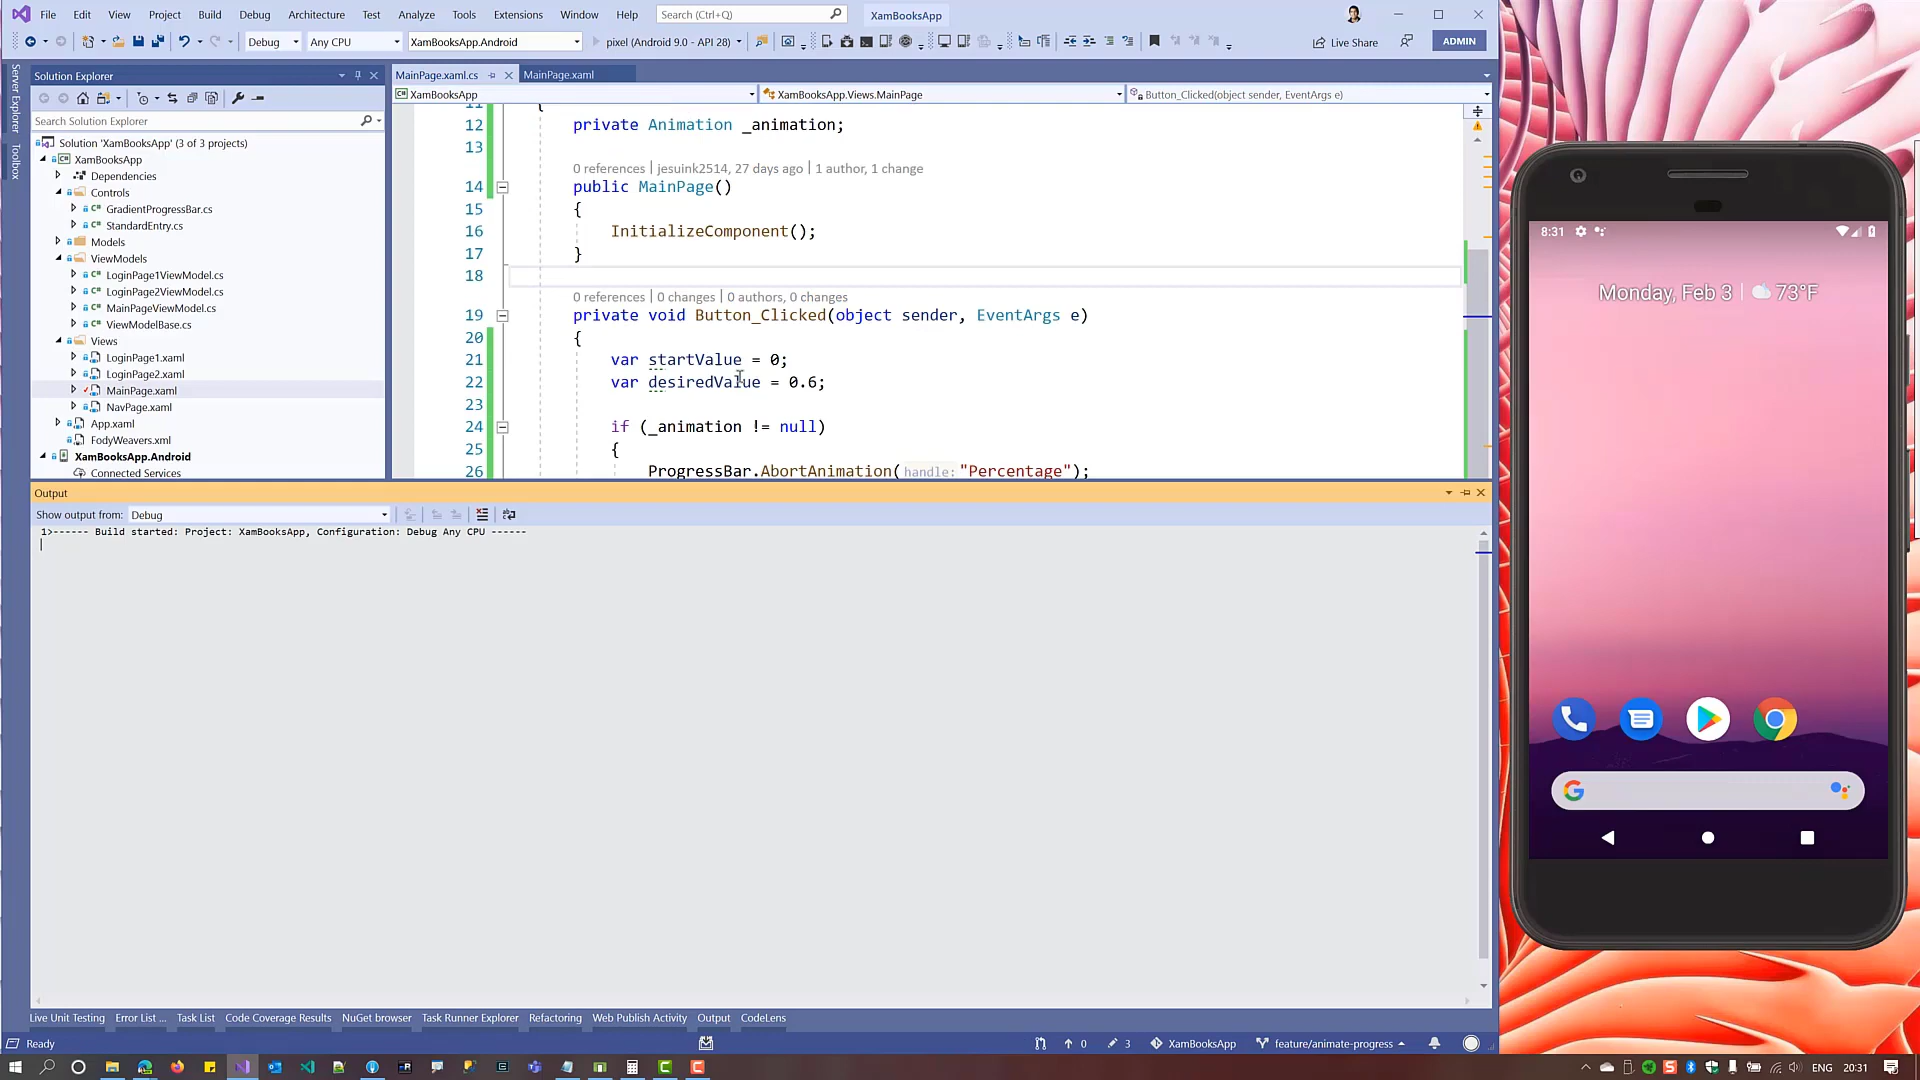 File Edit View Project Build Debug Architecture Test Analyze Tools Extensions Window Help Search (Ctrl+Q) XamBooksApp
Debug Any CPU XamBooksApp.Android pixel (Android 9.0 - API 28) Live Share ADMIN
Server Explorer
Toolbox
Solution Explorer
Search Solution Explorer
Solution 'XamBooksApp' (3 of 3 projects)
XamBooksApp
Dependencies
Controls
GradientProgressBar.cs
StandardEntry.cs
Models
ViewModels
LoginPage1ViewModel.cs
LoginPage2ViewModel.cs
MainPageViewModel.cs
ViewModelBase.cs
Views
LoginPage1.xaml
LoginPage2.xaml
MainPage.xaml
NavPage.xaml
App.xaml
FodyWeavers.xml
XamBooksApp.Android
Connected Services
MainPage.xaml.cs MainPage.xaml
XamBooksApp XamBooksApp.Views.MainPage Button_Clicked(object sender, EventArgs e)
11 {
12 private Animation _animation;
13
0 references | jesuink2514, 27 days ago | 1 author, 1 change
14 public MainPage()
15 {
16 InitializeComponent();
17 }
18
0 references | 0 changes | 0 authors, 0 changes
19 private void Button_Clicked(object sender, EventArgs e)
20 {
21 var startValue = 0;
22 var desiredValue = 0.6;
23
24 if (_animation != null)
25 {
26 ProgressBar.AbortAnimation(handle: "Percentage");
Output
Show output from: Debug
1>------ Build started: Project: XamBooksApp, Configuration: Debug Any CPU ------
Live Unit Testing Error List ... Task List Code Coverage Results NuGet browser Task Runner Explorer Refactoring Web Publish Activity Output CodeLens
Ready 0 3 XamBooksApp feature/animate-progress
ENG 20:31
8:31
Monday, Feb 3 | 73°F